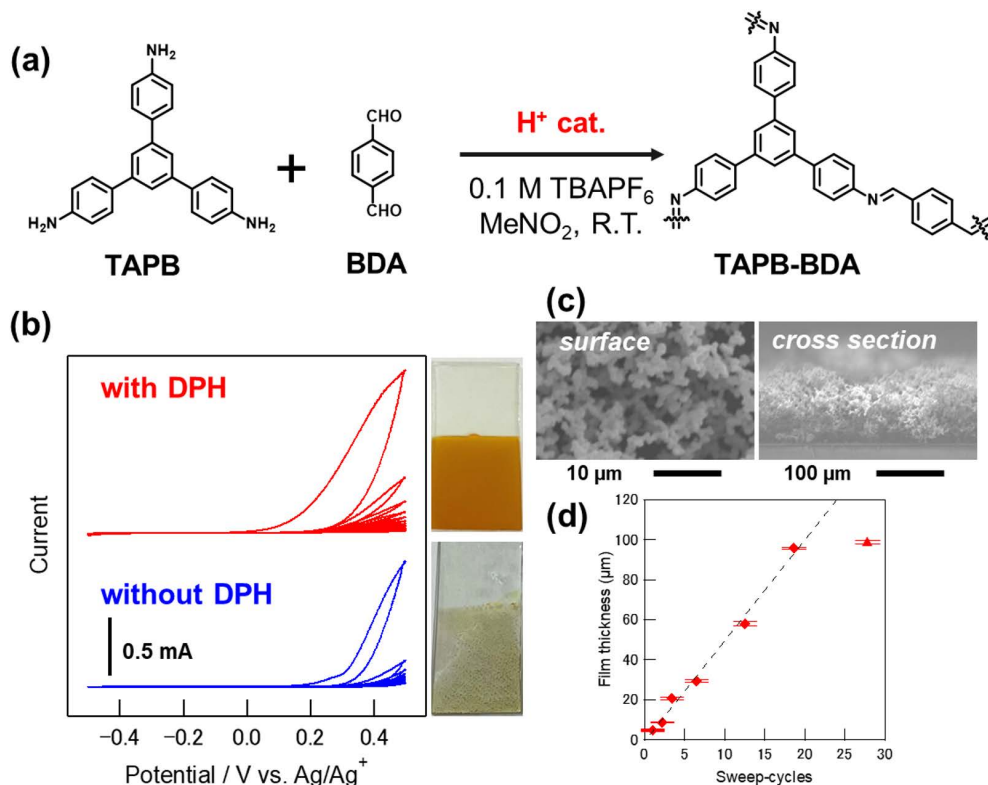 (a)
NH₂
H₂N
NH₂
TAPB
+
CHO
CHO
BDA
H⁺ cat.
0.1 M TBAPF₆
MeNO₂, R.T.
N
N
N
TAPB-BDA
(b)
with DPH
without DPH
0.5 mA
Current
−0.4 −0.2 0.0 0.2 0.4
Potential / V vs. Ag/Ag⁺
(c)
surface
cross section
10 μm
100 μm
(d)
Film thickness (μm)
120
100
80
60
40
20
0
0 5 10 15 20 25 30
Sweep-cycles